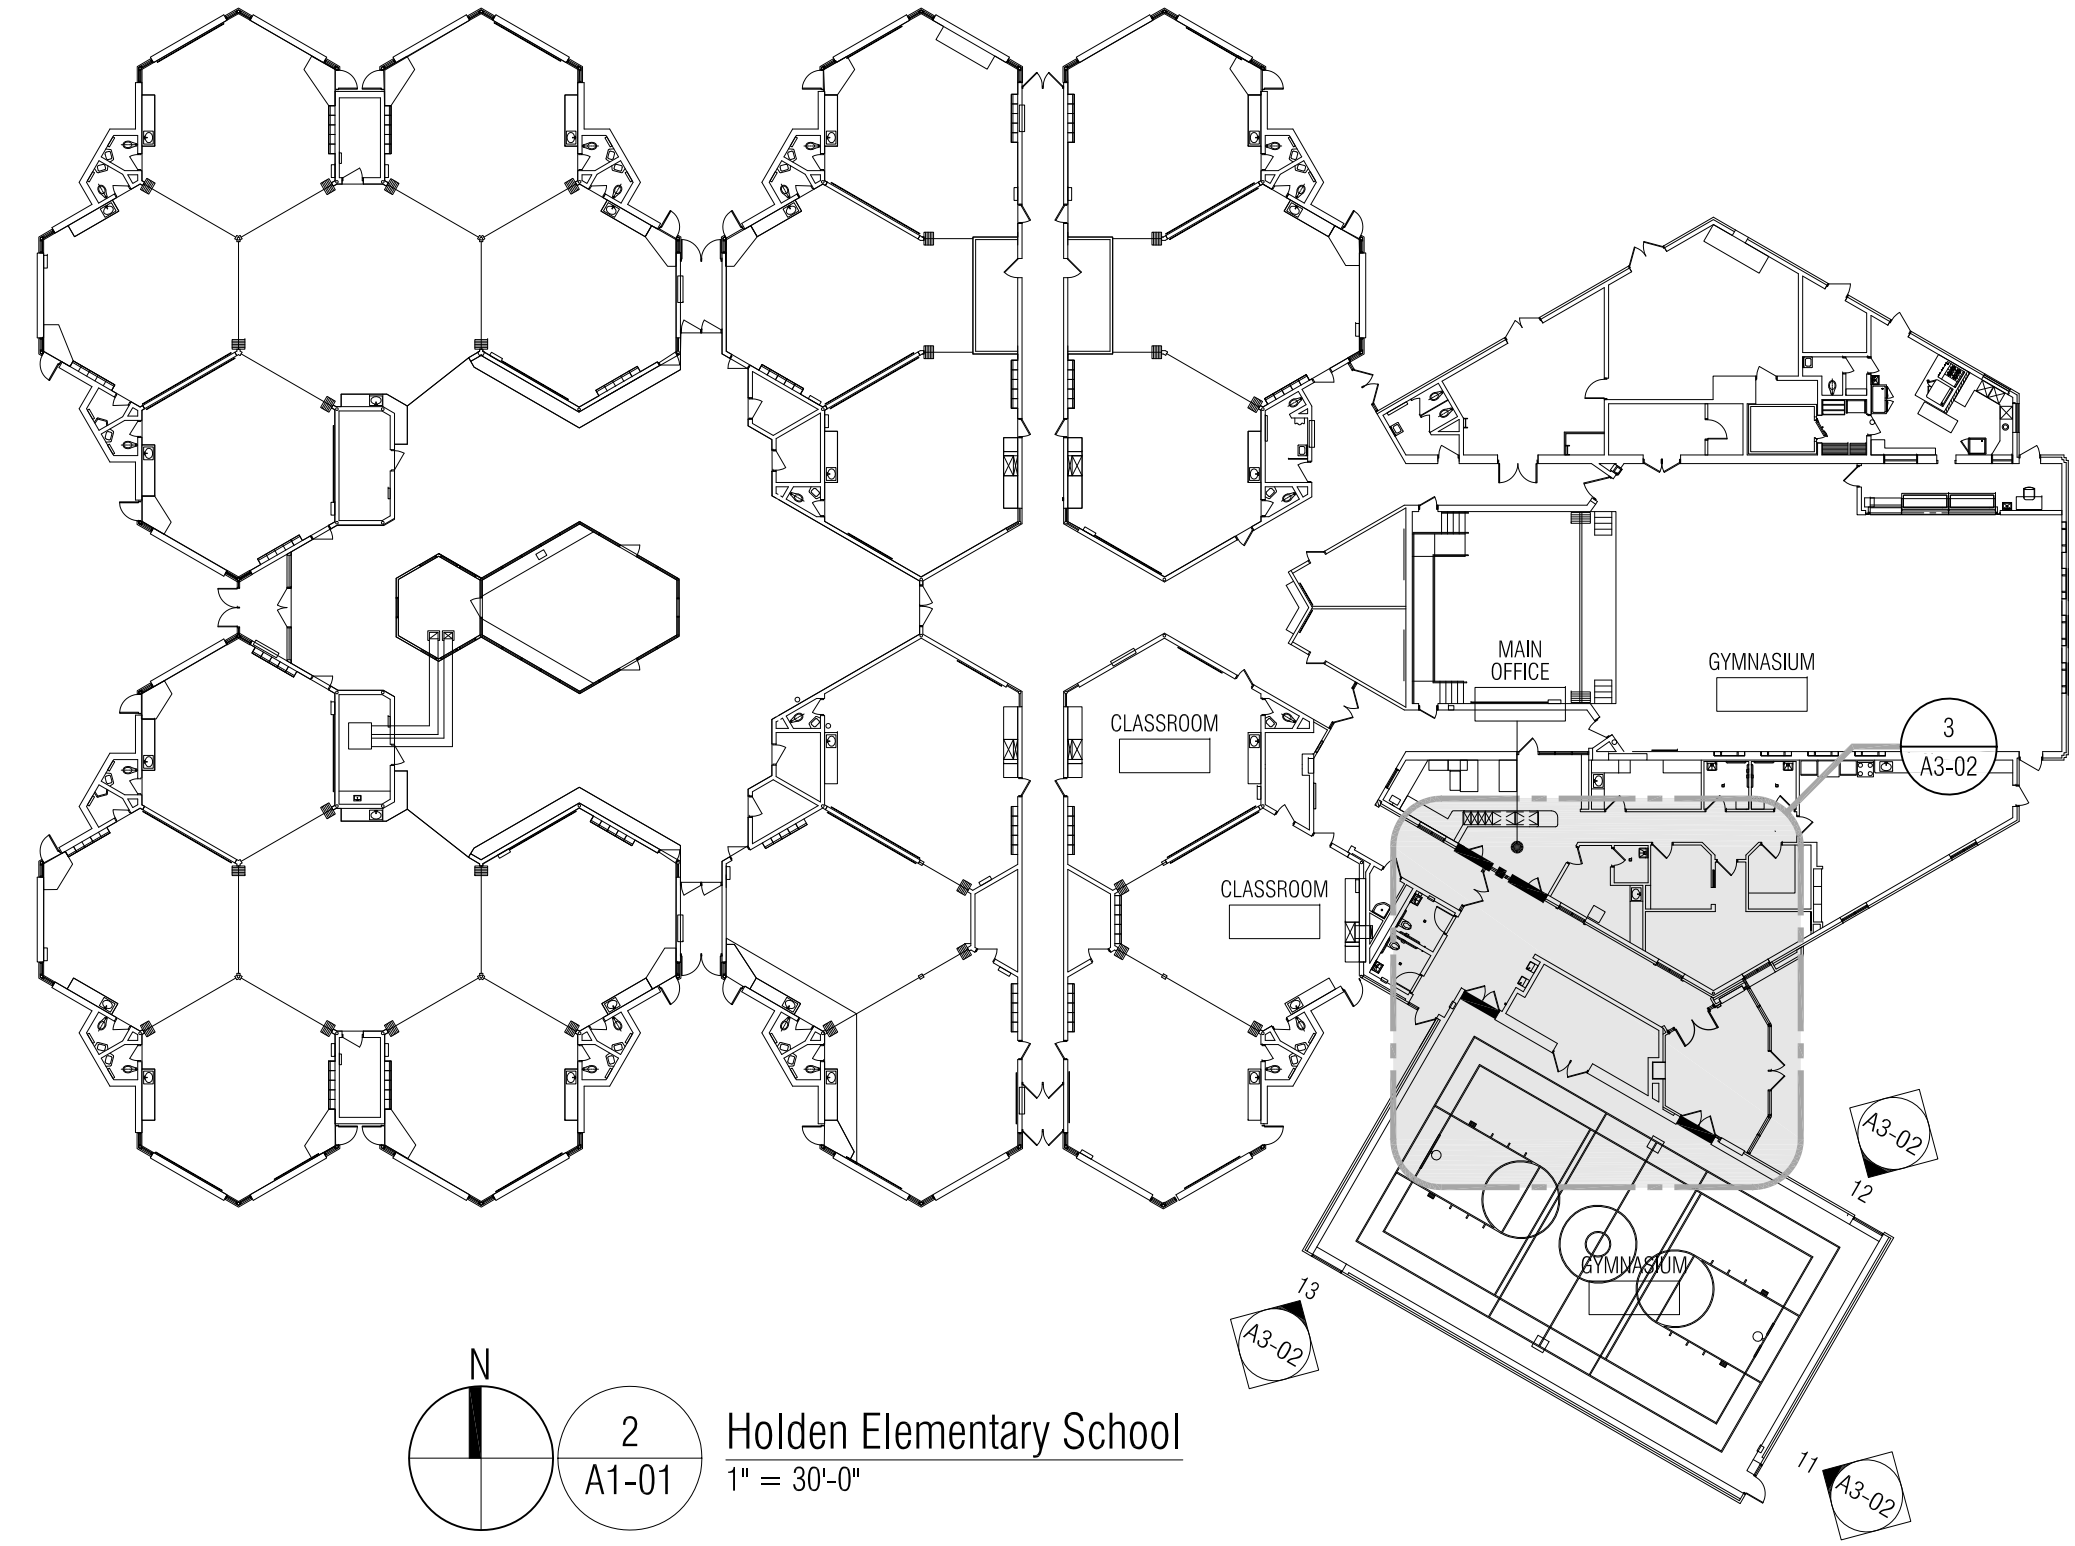 MAIN
OFFICE
GYMNASIUM
CLASSROOM
3
A3-02
CLASSROOM
A3-02
12
GYMNASIUM
13
A3-02
N
2
A1-01
Holden Elementary School
1" = 30'-0"
11
A3-02